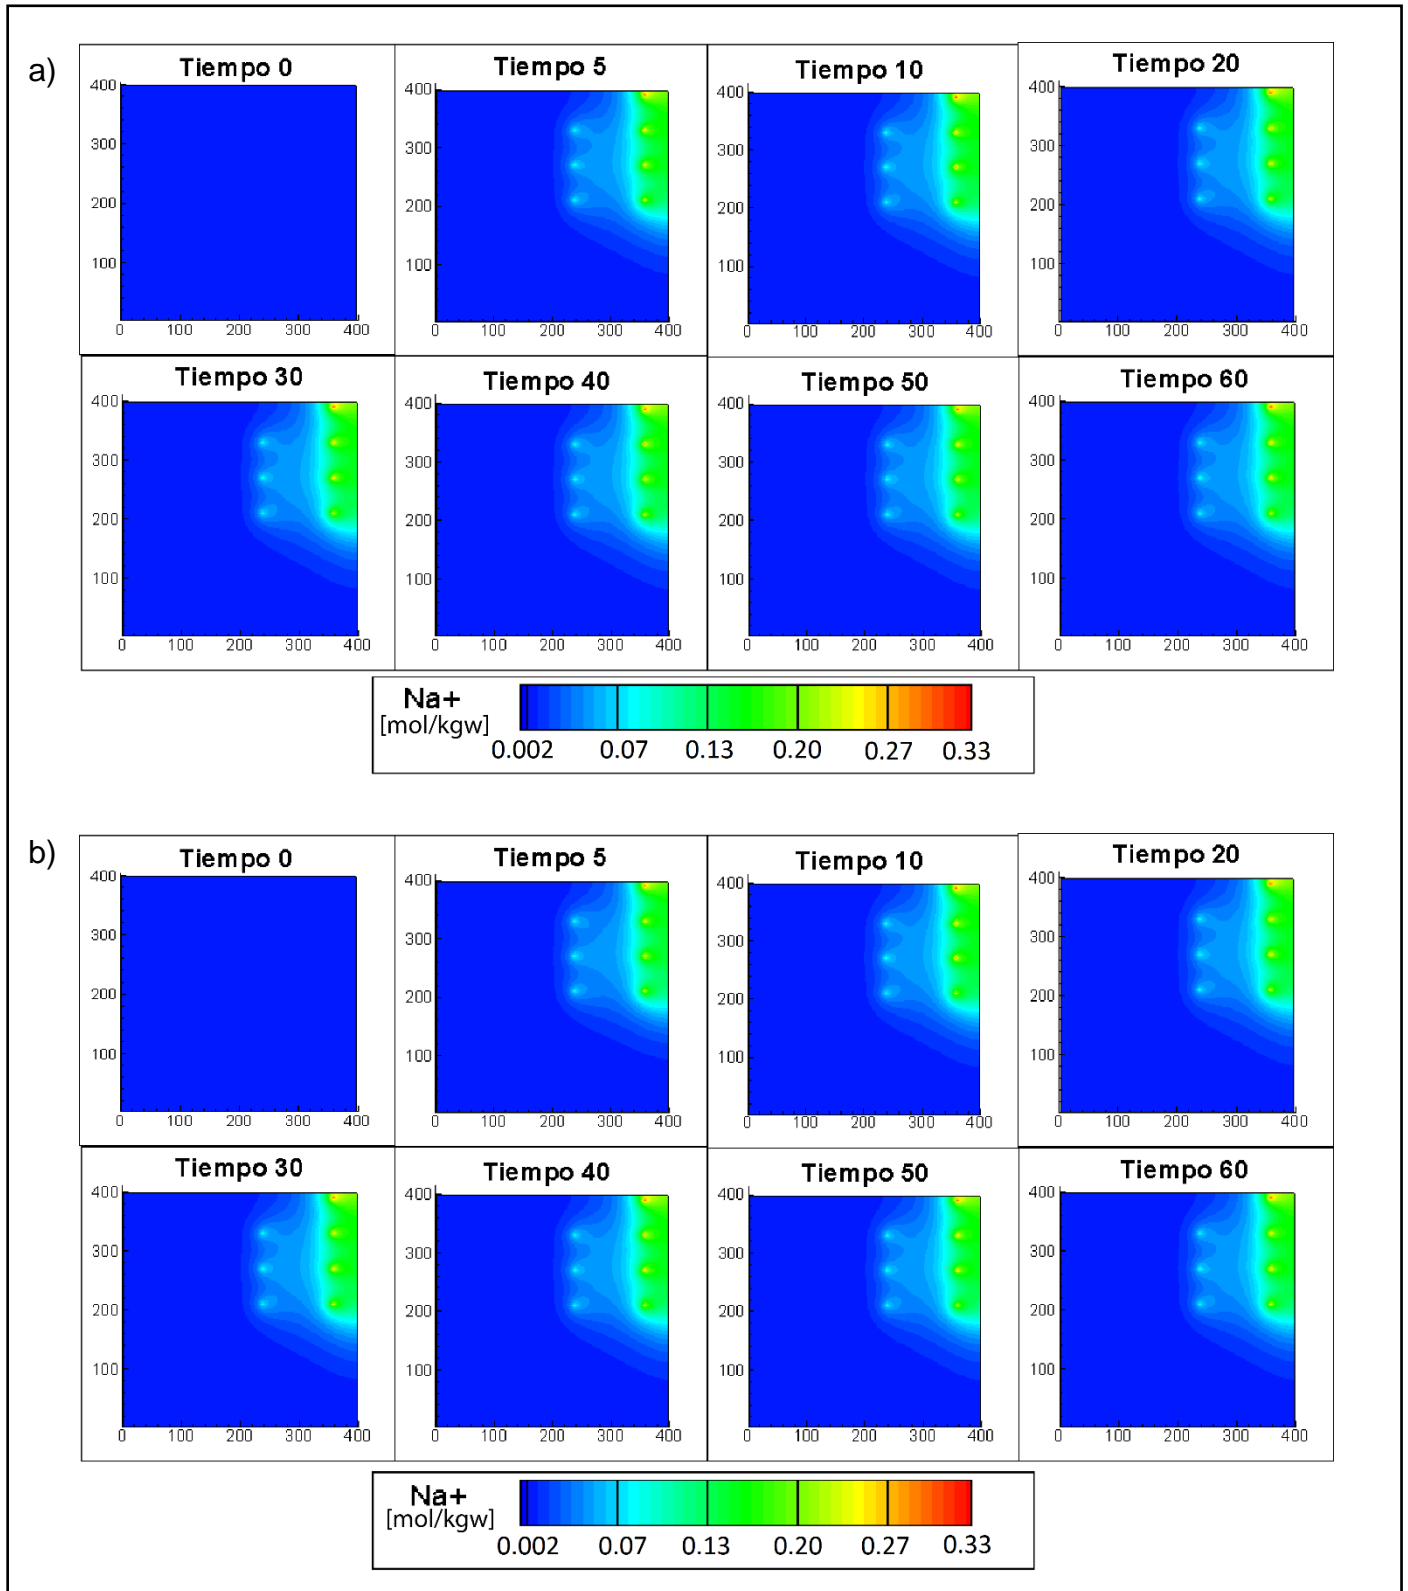 a)
Tiempo 0 Tiempo 5 Tiempo 10 Tiempo 20
400 400 400 400
300 300 300 300
200 200 200 200
100 100 100 100
0 100 200 300 400 0 100 200 300 400 0 100 200 300 400 0 100 200 300 400
Tiempo 30 Tiempo 40 Tiempo 50 Tiempo 60
400 400 400 400
300 300 300 300
200 200 200 200
100 100 100 100
0 100 200 300 400 0 100 200 300 400 0 100 200 300 400 0 100 200 300 400
Na+
[mol/kgw]
0.002 0.07 0.13 0.20 0.27 0.33
b)
Tiempo 0 Tiempo 5 Tiempo 10 Tiempo 20
400 400 400 400
300 300 300 300
200 200 200 200
100 100 100 100
0 100 200 300 400 0 100 200 300 400 0 100 200 300 400 0 100 200 300 400
Tiempo 30 Tiempo 40 Tiempo 50 Tiempo 60
400 400 400 400
300 300 300 300
200 200 200 200
100 100 100 100
0 100 200 300 400 0 100 200 300 400 0 100 200 300 400 0 100 200 300 400
Na+
[mol/kgw]
0.002 0.07 0.13 0.20 0.27 0.33